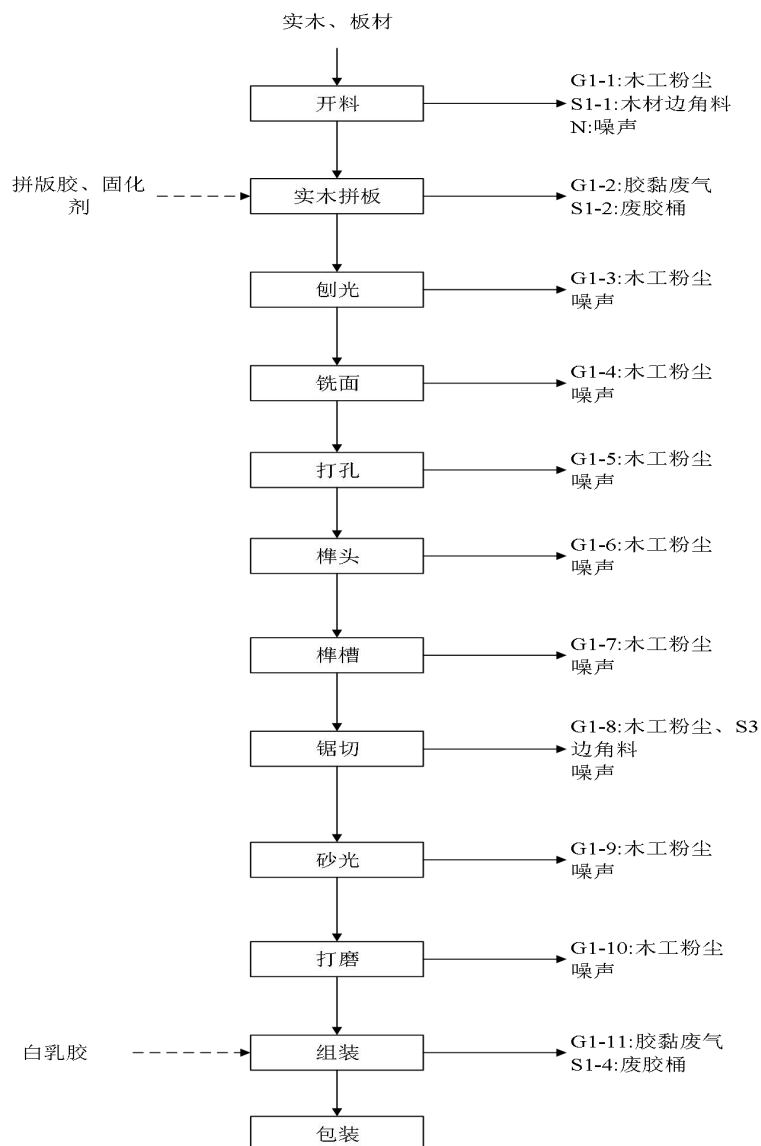 实木、板材
开料
G1-1:木工粉尘
S1-1:木材边角料
N:噪声
拼版胶、固化
剂
实木拼板
G1-2:胶黏废气
S1-2:废胶桶
刨光
G1-3:木工粉尘
噪声
铣面
G1-4:木工粉尘
噪声
打孔
G1-5:木工粉尘
噪声
榫头
G1-6:木工粉尘
噪声
榫槽
G1-7:木工粉尘
噪声
锯切
G1-8:木工粉尘、S3
边角料
噪声
砂光
G1-9:木工粉尘
噪声
打磨
G1-10:木工粉尘
噪声
白乳胶
组装
G1-11:胶黏废气
S1-4:废胶桶
包装